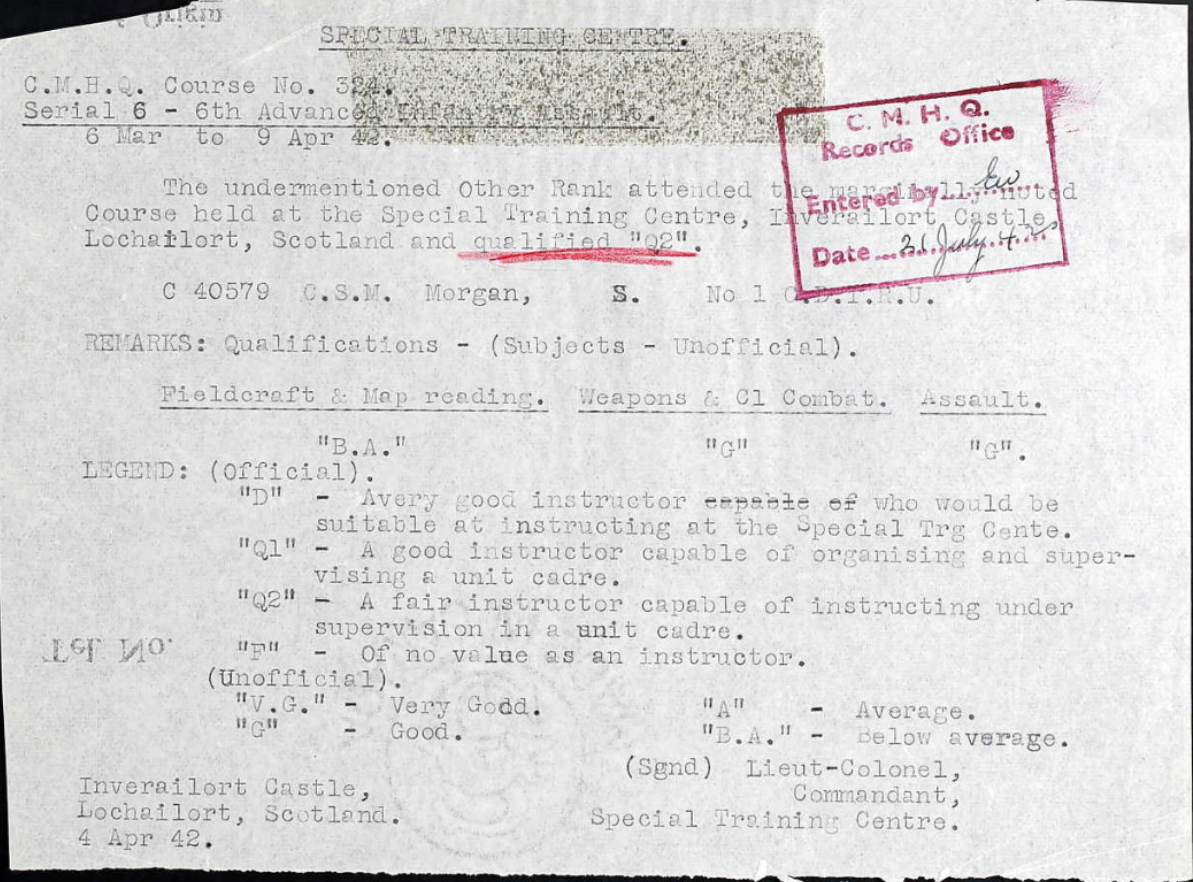 SPECIAL TRAINING CENTRE.
C.M.H.Q. Course No. 324.
Serial 6 - 6th Advanced Infantry Assault.
6 Mar to 9 Apr 42.
C. M. H. Q.
Records Office
Entered by
Date 31 July 42
The undermentioned Other Rank attended the marginally noted
Course held at the Special Training Centre, Inverailort Castle,
Lochailort, Scotland and qualified "Q2".
C 40579 C.S.M. Morgan, S. No 1 C.D.I.R.U.
REMARKS: Qualifications - (Subjects - Unofficial).
Fieldcraft & Map reading. Weapons & Cl Combat. Assault.
"B.A." "G" "G".
LEGEND: (Official).
"D" - Avery good instructor capable of who would be
suitable at instructing at the Special Trg Cente.
"Q1" - A good instructor capable of organising and super-
vising a unit cadre.
"Q2" - A fair instructor capable of instructing under
supervision in a unit cadre.
Tel. No.
"F" - Of no value as an instructor.
(Unofficial).
"V.G." - Very Godd. "A" - Average.
"G" - Good. "B.A." - Below average.
(Sgnd) Lieut-Colonel,
Commandant,
Special Training Centre.
Inverailort Castle,
Lochailort, Scotland.
4 Apr 42.